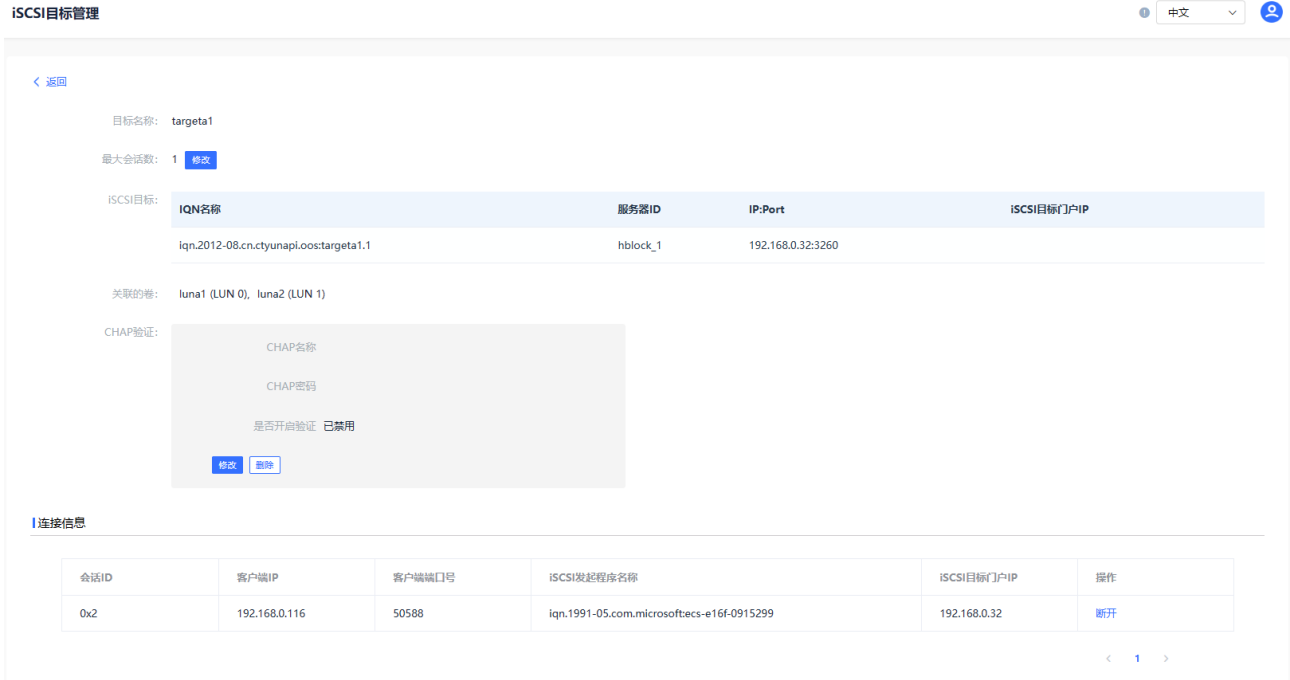 iSCSI目标管理
中文
返回
目标名称: targeta1
最大会话数: 1 修改
iSCSI目标:
IQN名称 服务器ID IP:Port iSCSI目标门户IP
iqn.2012-08.cn.ctyunapi.oos:targeta1.1 hblock_1 192.168.0.32:3260
关联的卷: luna1 (LUN 0), luna2 (LUN 1)
CHAP验证:
CHAP名称
CHAP密码
是否开启验证 已禁用
修改 删除
连接信息
会话ID 客户端IP 客户端端口号 iSCSI发起程序名称 iSCSI目标门户IP 操作
0x2 192.168.0.116 50588 iqn.1991-05.com.microsoft:ecs-e16f-0915299 192.168.0.32 断开
1